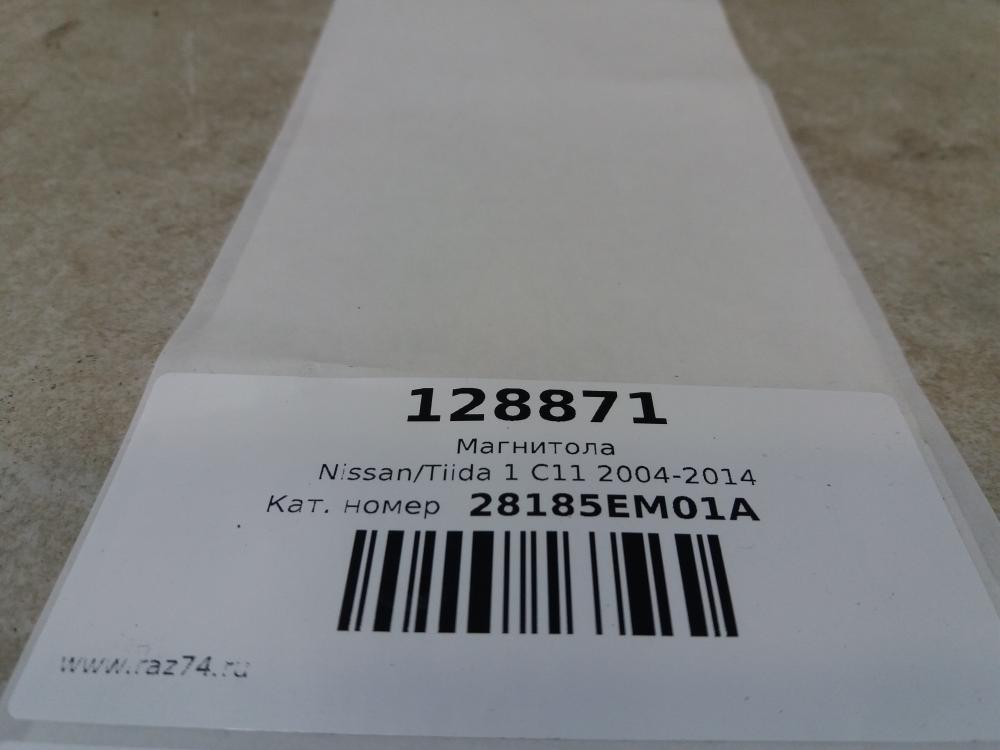 128871
Магнитола
Nissan/Tiida 1 C11 2004-2014
Кат. номер 28185EM01A
www.raz74.ru